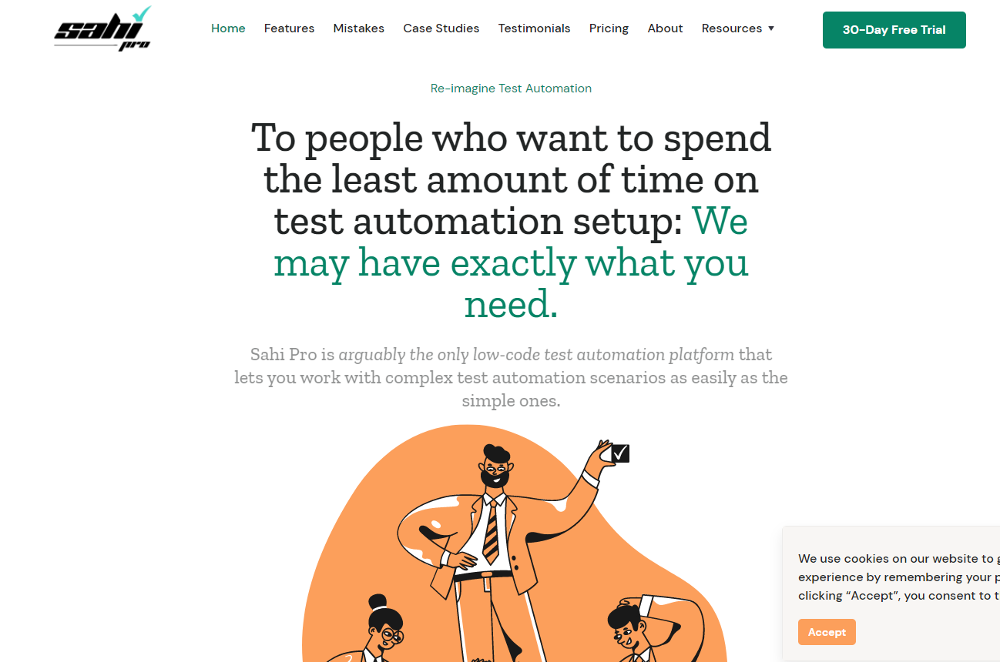 sahi
pro
Home Features Mistakes Case Studies Testimonials Pricing About Resources
30-Day Free Trial
Re-imagine Test Automation
To people who want to spend
the least amount of time on
test automation setup: We
may have exactly what you
need.
Sahi Pro is arguably the only low-code test automation platform that
lets you work with complex test automation scenarios as easily as the
simple ones.
We use cookies on our website to
experience by remembering your
clicking “Accept”, you consent to
Accept